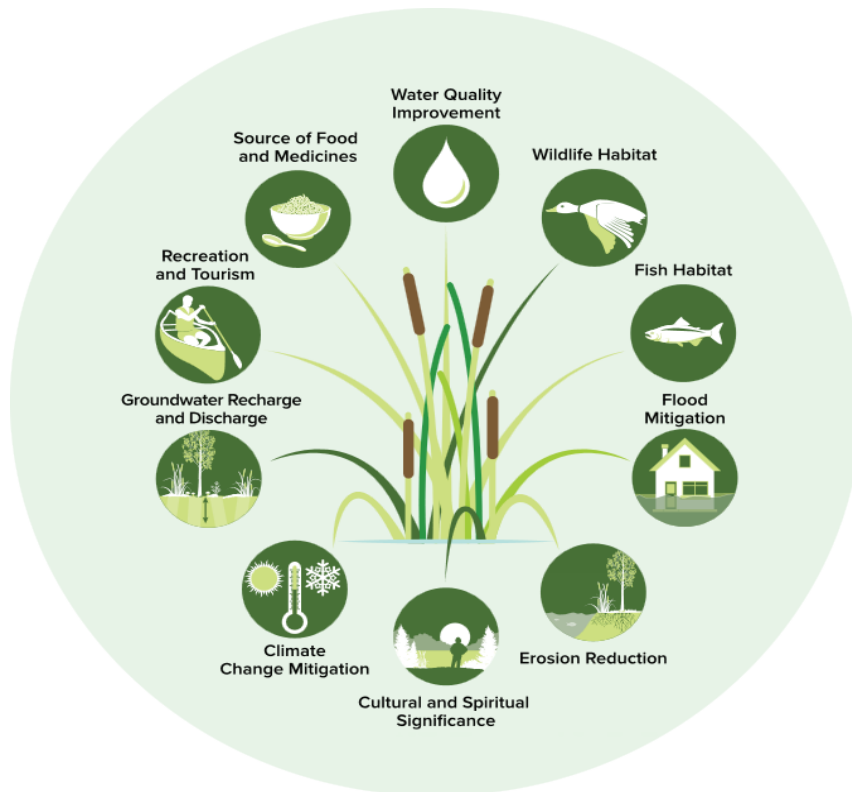 Water Quality
Improvement
Wildlife Habitat
Fish Habitat
Flood
Mitigation
Erosion Reduction
Cultural and Spiritual
Significance
Climate
Change Mitigation
Groundwater Recharge
and Discharge
Recreation
and Tourism
Source of Food
and Medicines